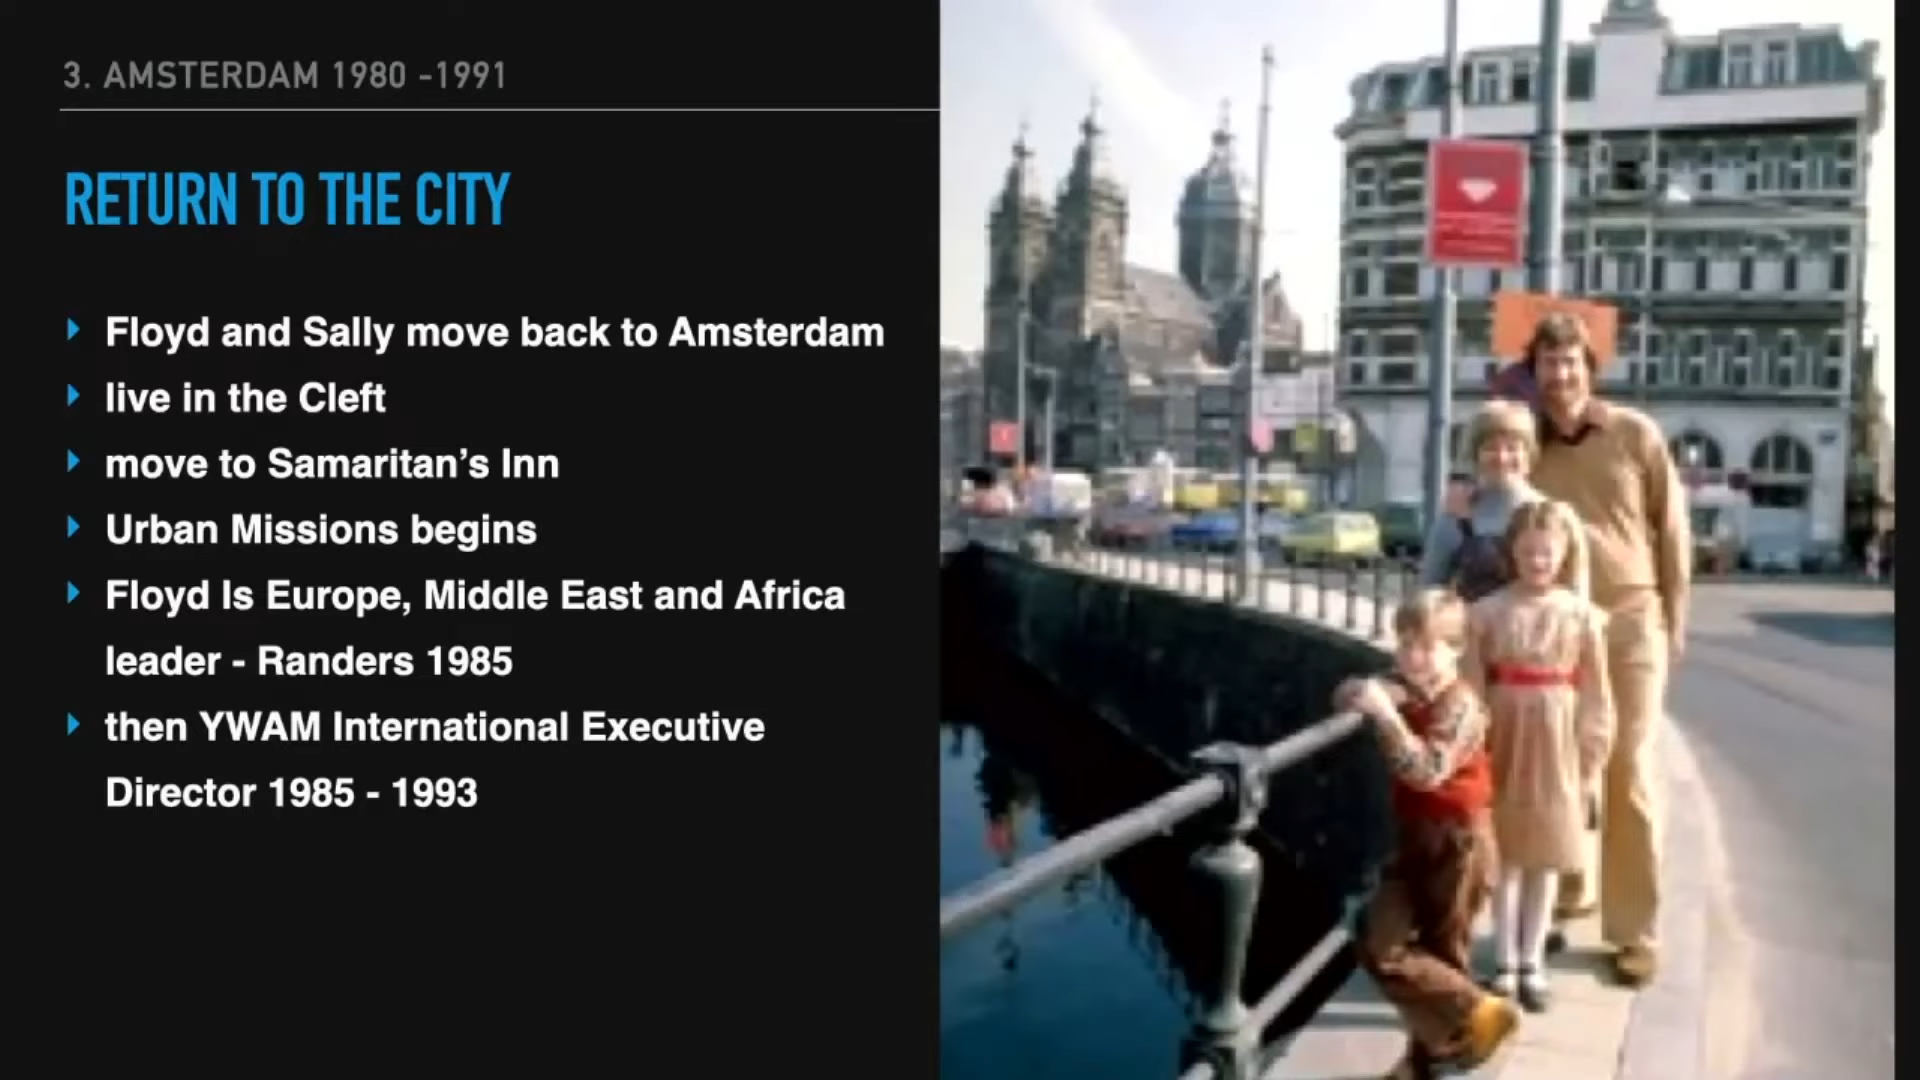 3. AMSTERDAM 1980 -1991
RETURN TO THE CITY
Floyd and Sally move back to Amsterdam
live in the Cleft
move to Samaritan's Inn
Urban Missions begins
Floyd Is Europe, Middle East and Africa
leader - Randers 1985
then YWAM International Executive
Director 1985 - 1993